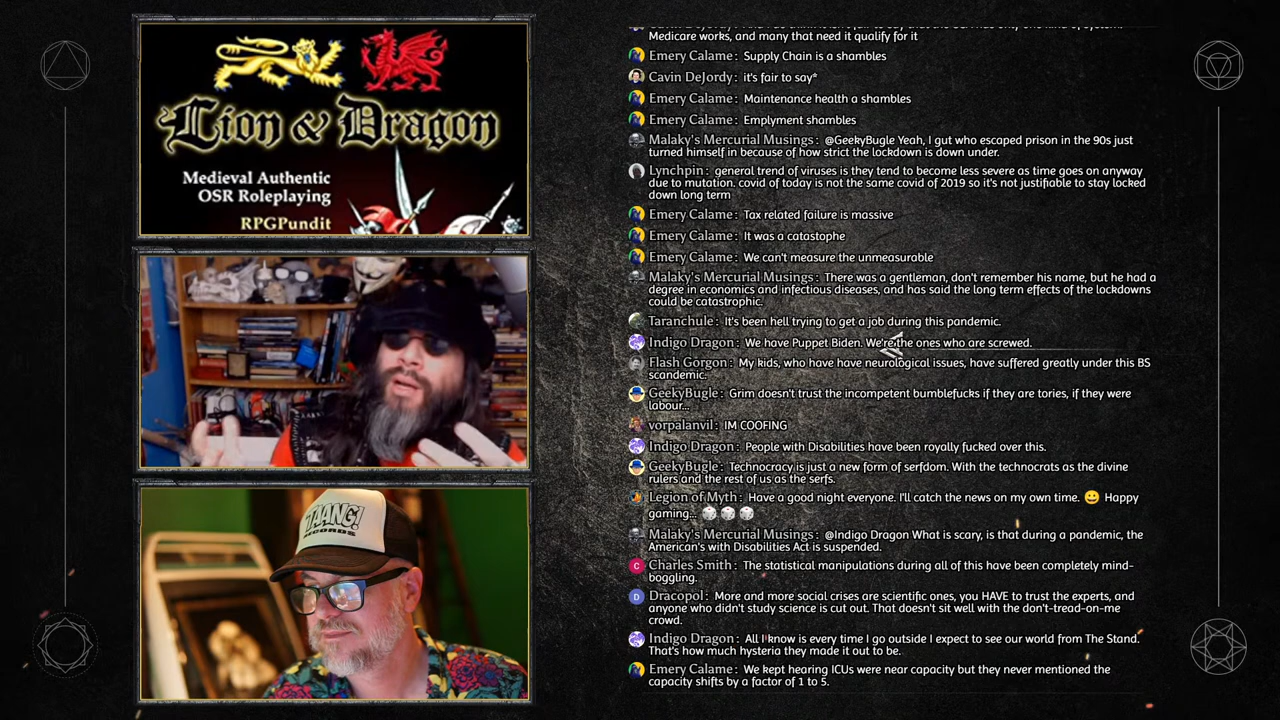 Lion & Dragon
Medieval Authentic
OSR Roleplaying
RPGPundit
TAANG!
RECORDS
Medicare works, and many that need it qualify for it
Emery Calame: Supply Chain is a shambles
Cavin DeJordy: it's fair to say*
Emery Calame: Maintenance health a shambles
Emery Calame: Emplyment shambles
Malaky's Mercurial Musings: @GeekyBugle Yeah, I gut who escaped prison in the 90s just
turned himself in because of how strict the lockdown is down under.
Lynchpin: general trend of viruses is they tend to become less severe as time goes on anyway
due to mutation. covid of today is not the same covid of 2019 so it's not justifiable to stay locked
down long term
Emery Calame: Tax related failure is massive
Emery Calame: It was a catastophe
Emery Calame: We can't measure the unmeasurable
Malaky's Mercurial Musings: There was a gentleman, don't remember his name, but he had a
degree in economics and infectious diseases, and has said the long term effects of the lockdowns
could be catastrophic.
Taranchule: It's been hell trying to get a job during this pandemic.
Indigo Dragon: We have Puppet Biden. We're the ones who are screwed.
Flash Gorgon: My kids, who have have neurological issues, have suffered greatly under this BS
scandemic.
GeekyBugle: Grim doesn't trust the incompetent bumblefucks if they are tories, if they were
labour...
vorpalanvil: IM COOFING
Indigo Dragon: People with Disabilities have been royally fucked over this.
GeekyBugle: Technocracy is just a new form of serfdom. With the technocrats as the divine
rulers and the rest of us as the serfs.
Legion of Myth: Have a good night everyone. I'll catch the news on my own time. 😀 Happy
gaming... 🎲 🎲 🎲
Malaky's Mercurial Musings: @Indigo Dragon What is scary, is that during a pandemic, the
American's with Disabilities Act is suspended.
C Charles Smith: The statistical manipulations during all of this have been completely mind-
boggling.
D Dracopol: More and more social crises are scientific ones, you HAVE to trust the experts, and
anyone who didn't study science is cut out. That doesn't sit well with the don't-tread-on-me
crowd.
Indigo Dragon: All I know is every time I go outside I expect to see our world from The Stand.
That's how much hysteria they made it out to be.
Emery Calame: We kept hearing ICUs were near capacity but they never mentioned the
capacity shifts by a factor of 1 to 5.